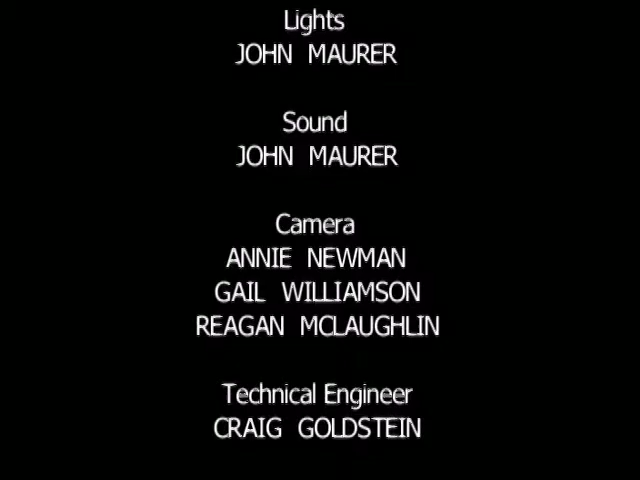 Lights
JOHN MAURER
Sound
JOHN MAURER
Camera
ANNIE NEWMAN
GAIL WILLIAMSON
REAGAN MCLAUGHLIN
Technical Engineer
CRAIG GOLDSTEIN